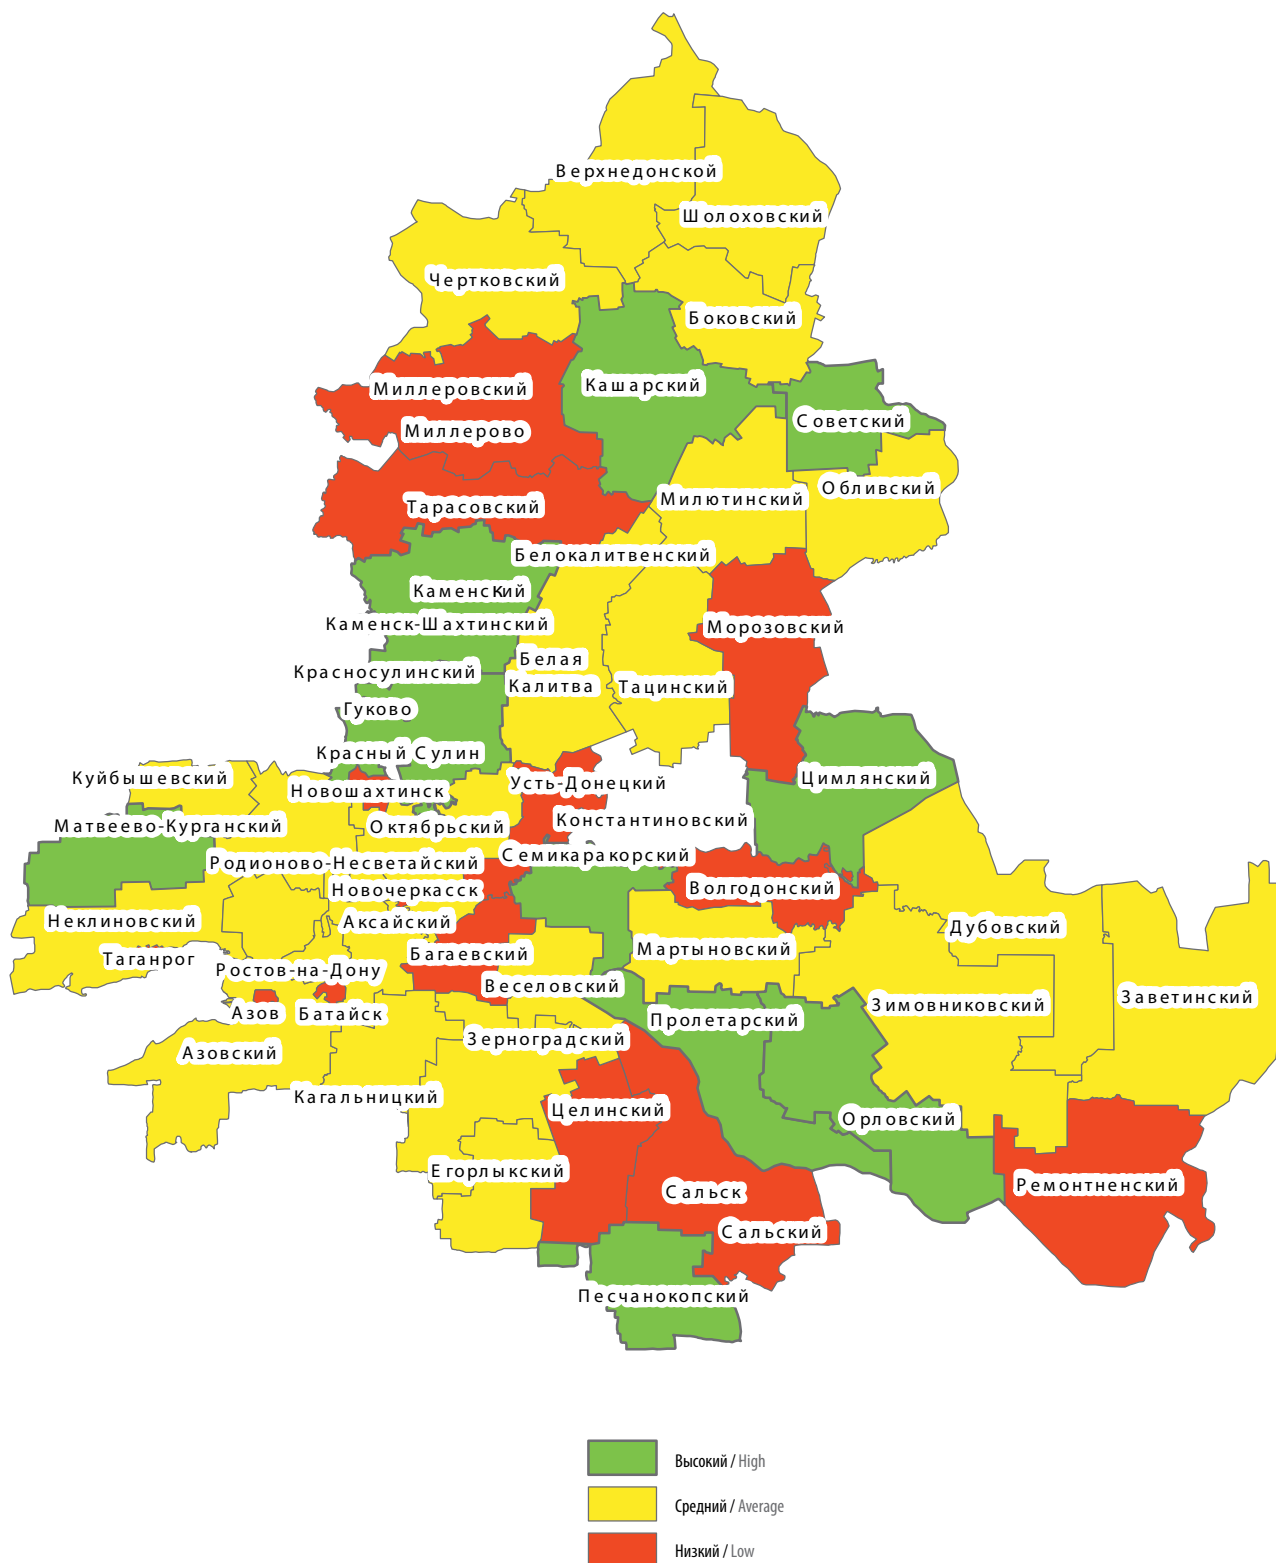 Верхнедонской
Шолоховский
Чертковский
Боковский
Миллеровский
Кашарский
Советский
Миллерово
Обливский
Милютинский
Тарасовский
Белокалитвенский
Каменский
Каменск-Шахтинский
Морозовский
Белая
Калитва
Красносулинский
Тацинский
Гуково
Красный Сулин
Куйбышевский
Цимлянский
Усть-Донецкий
Новошахтинск
Константиновский
Матвеево-Курганский
Октябрьский
Семикаракорский
Родионово-Несветайский
Новочеркасск
Волгодонский
Неклиновский
Аксайский
Дубовский
Мартыновский
Багаевский
Таганрог
Ростов-на-Дону
Веселовский
Заветинский
Зимовниковский
Азов
Батайск
Пролетарский
Зерноградский
Азовский
Кагальницкий
Целинский
Орловский
Егорлыкский
Ремонтненский
Сальск
Сальский
Песчанокопский
Высокий / High
Средний / Average
Низкий / Low